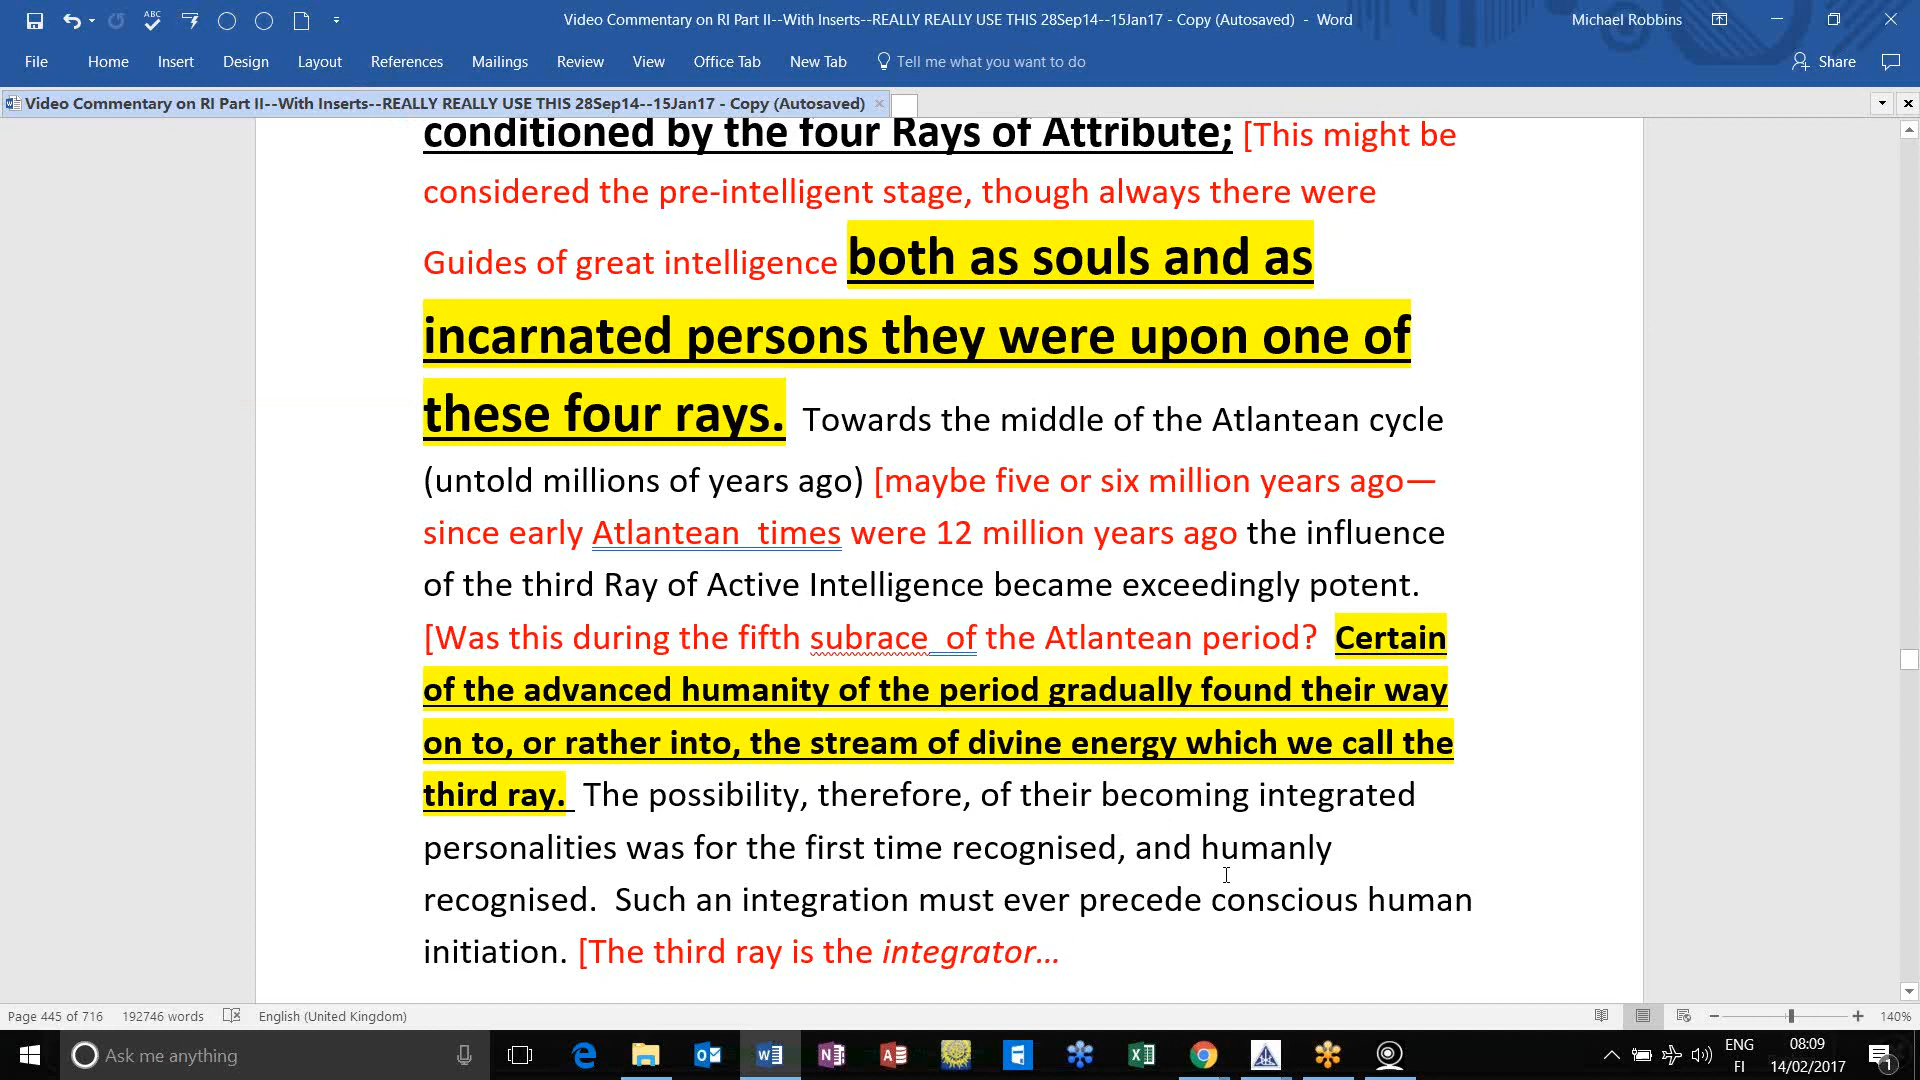 Video Commentary on RI Part II--With Inserts--REALLY REALLY USE THIS 28Sep14--15Jan17 - Copy (Autosaved) - Word
Michael Robbins
File Home Insert Design Layout References Mailings Review View Office Tab New Tab Tell me what you want to do Share
Video Commentary on RI Part II--With Inserts--REALLY REALLY USE THIS 28Sep14--15Jan17 - Copy (Autosaved)
conditioned by the four Rays of Attribute; [This might be
considered the pre-intelligent stage, though always there were
Guides of great intelligence both as souls and as
incarnated persons they were upon one of
these four rays. Towards the middle of the Atlantean cycle
(untold millions of years ago) [maybe five or six million years ago—
since early Atlantean times were 12 million years ago the influence
of the third Ray of Active Intelligence became exceedingly potent.
[Was this during the fifth subrace of the Atlantean period? Certain
of the advanced humanity of the period gradually found their way
on to, or rather into, the stream of divine energy which we call the
third ray. The possibility, therefore, of their becoming integrated
personalities was for the first time recognised, and humanly
recognised. Such an integration must ever precede conscious human
initiation. [The third ray is the integrator…
Page 445 of 716 192746 words English (United Kingdom) 140%
Ask me anything
ENG
FI
08:09
14/02/2017
1